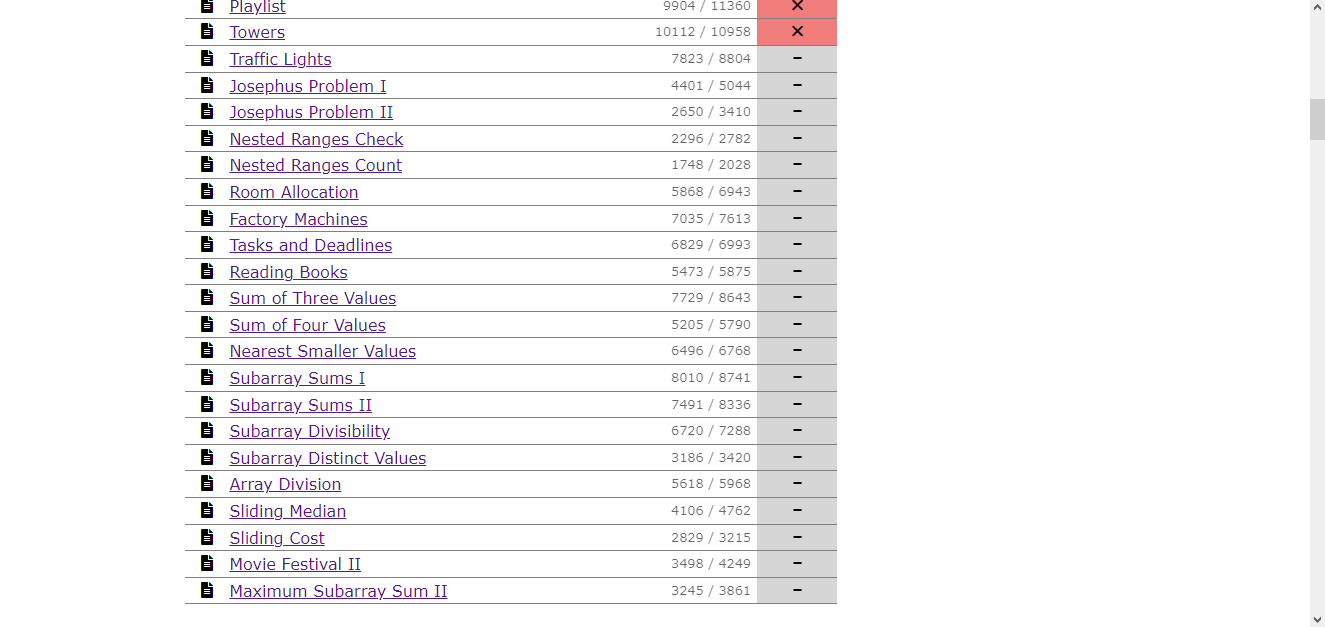 Playlist 9904 / 11360 ×
Towers 10112 / 10958 ×
Traffic Lights 7823 / 8804 –
Josephus Problem I 4401 / 5044 –
Josephus Problem II 2650 / 3410 –
Nested Ranges Check 2296 / 2782 –
Nested Ranges Count 1748 / 2028 –
Room Allocation 5868 / 6943 –
Factory Machines 7035 / 7613 –
Tasks and Deadlines 6829 / 6993 –
Reading Books 5473 / 5875 –
Sum of Three Values 7729 / 8643 –
Sum of Four Values 5205 / 5790 –
Nearest Smaller Values 6496 / 6768 –
Subarray Sums I 8010 / 8741 –
Subarray Sums II 7491 / 8336 –
Subarray Divisibility 6720 / 7288 –
Subarray Distinct Values 3186 / 3420 –
Array Division 5618 / 5968 –
Sliding Median 4106 / 4762 –
Sliding Cost 2829 / 3215 –
Movie Festival II 3498 / 4249 –
Maximum Subarray Sum II 3245 / 3861 –